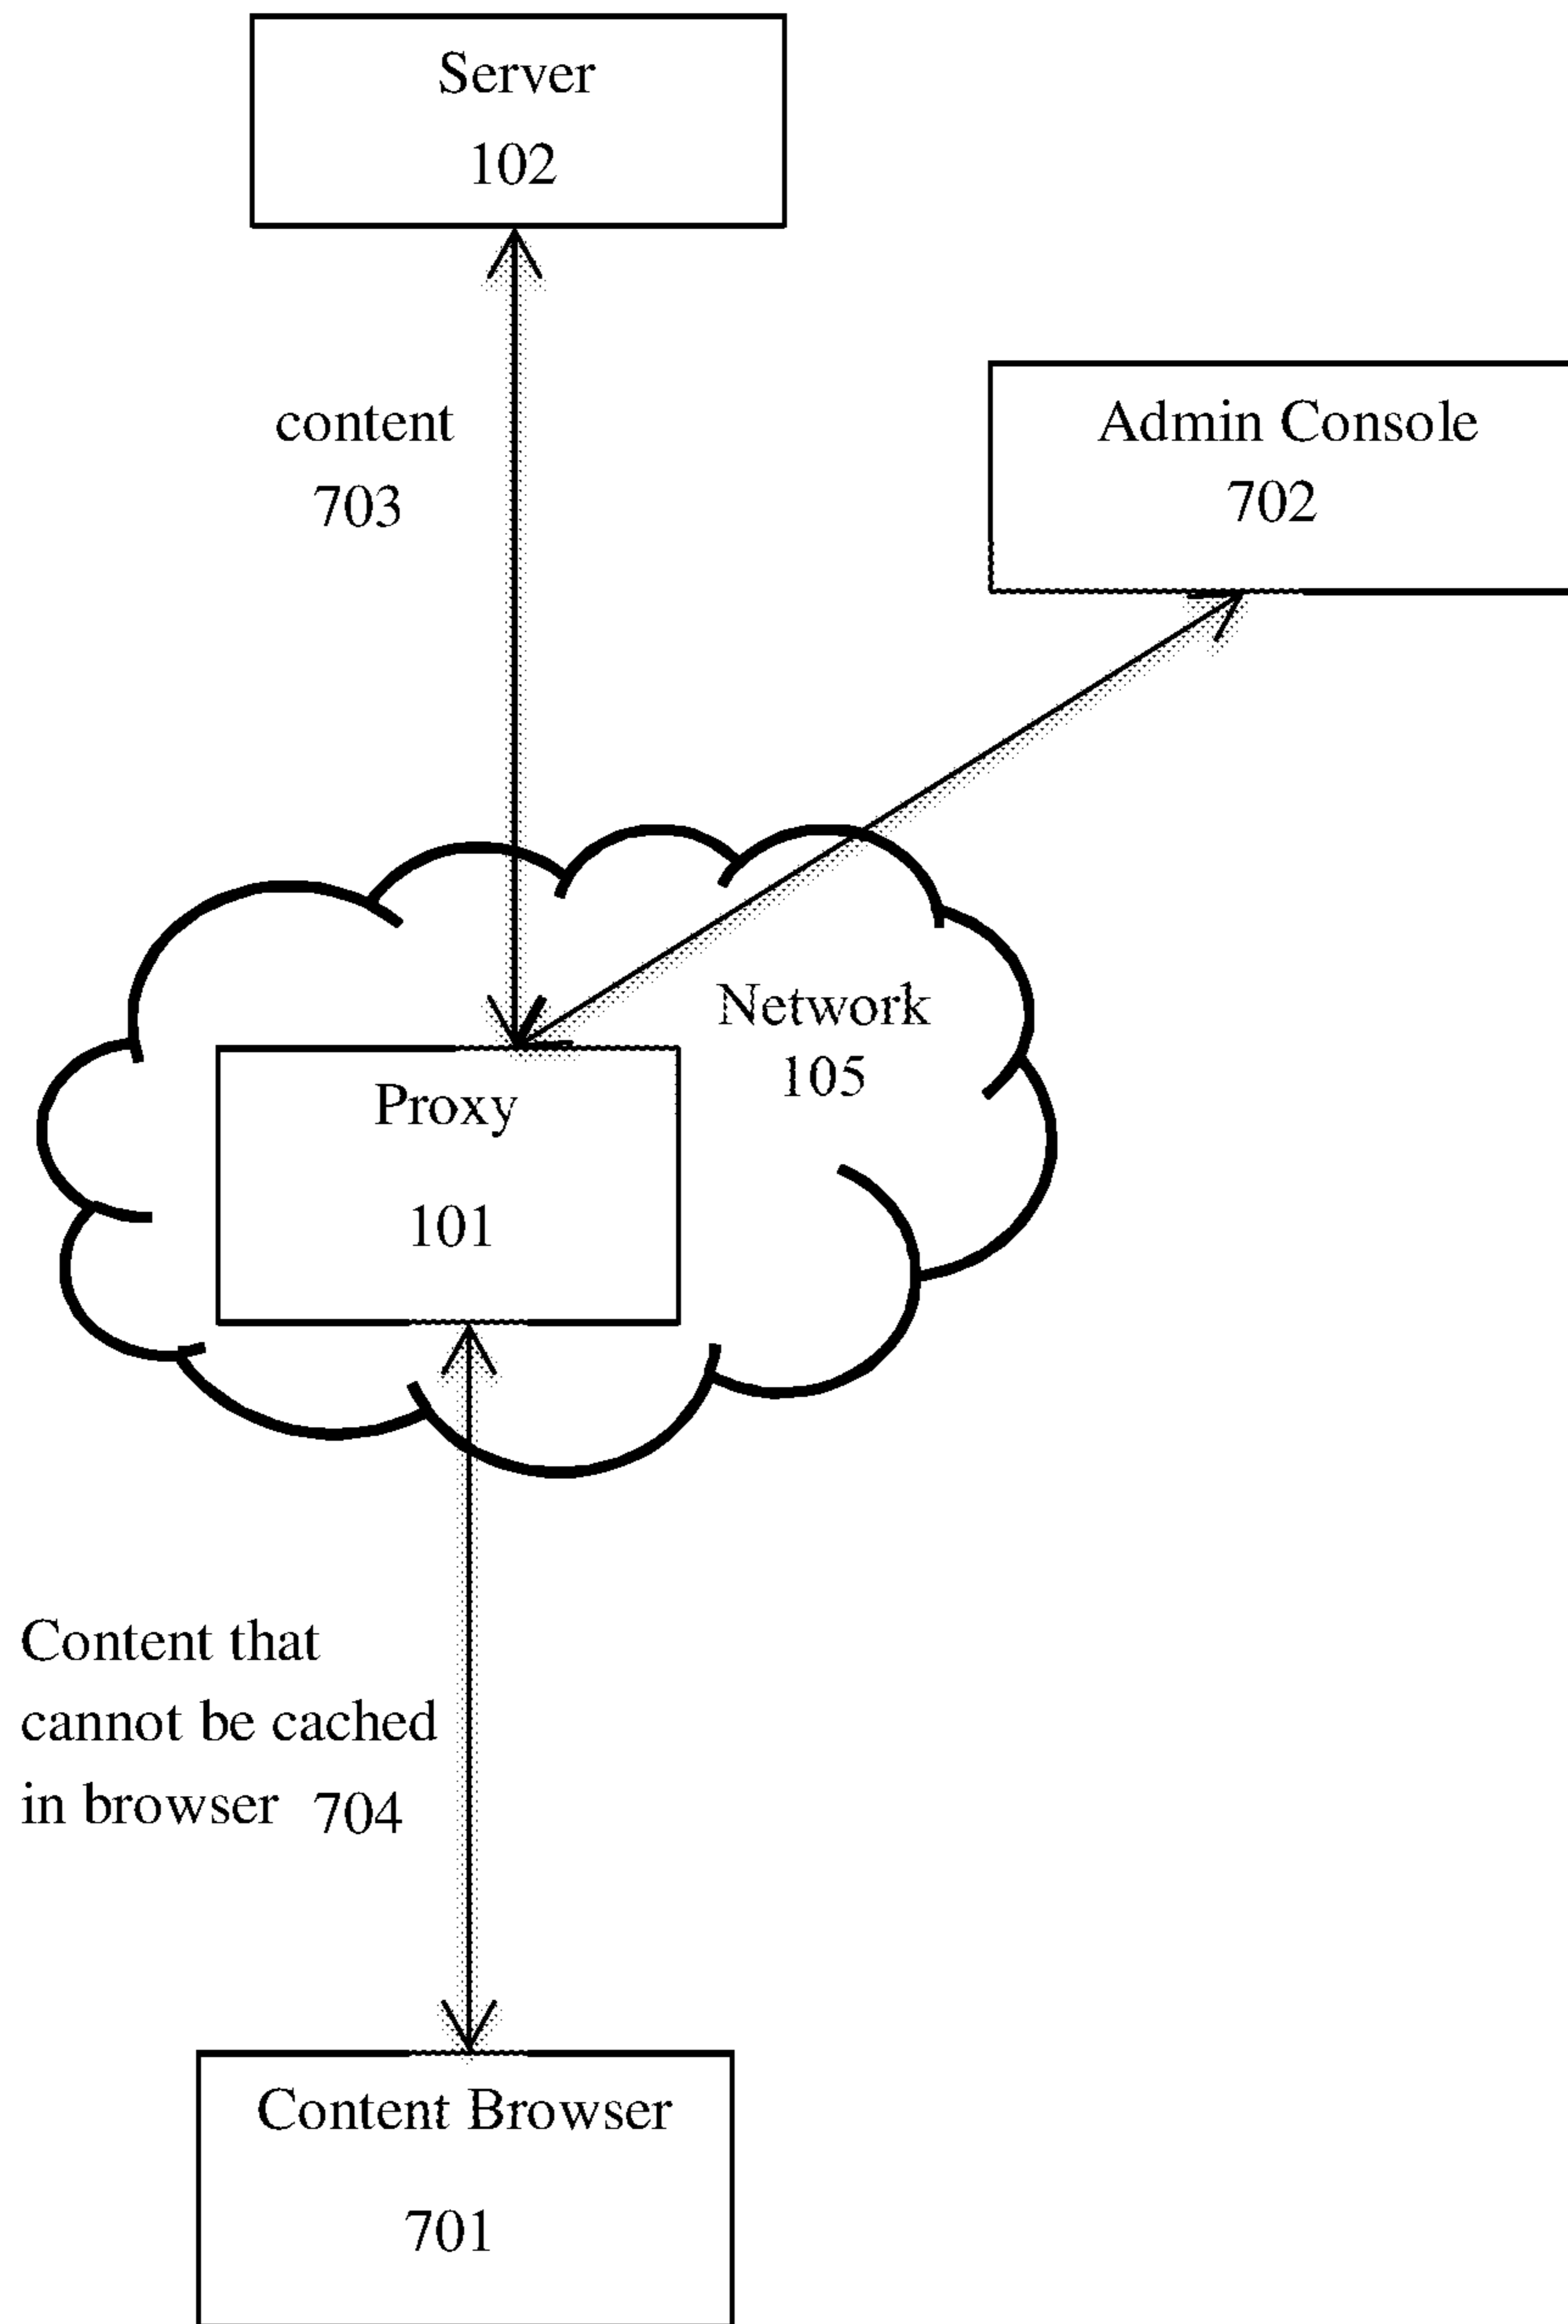 Server
102
content
703
Admin Console
702
Network
105
Proxy
101
Content that
cannot be cached
in browser 704
Content Browser
701